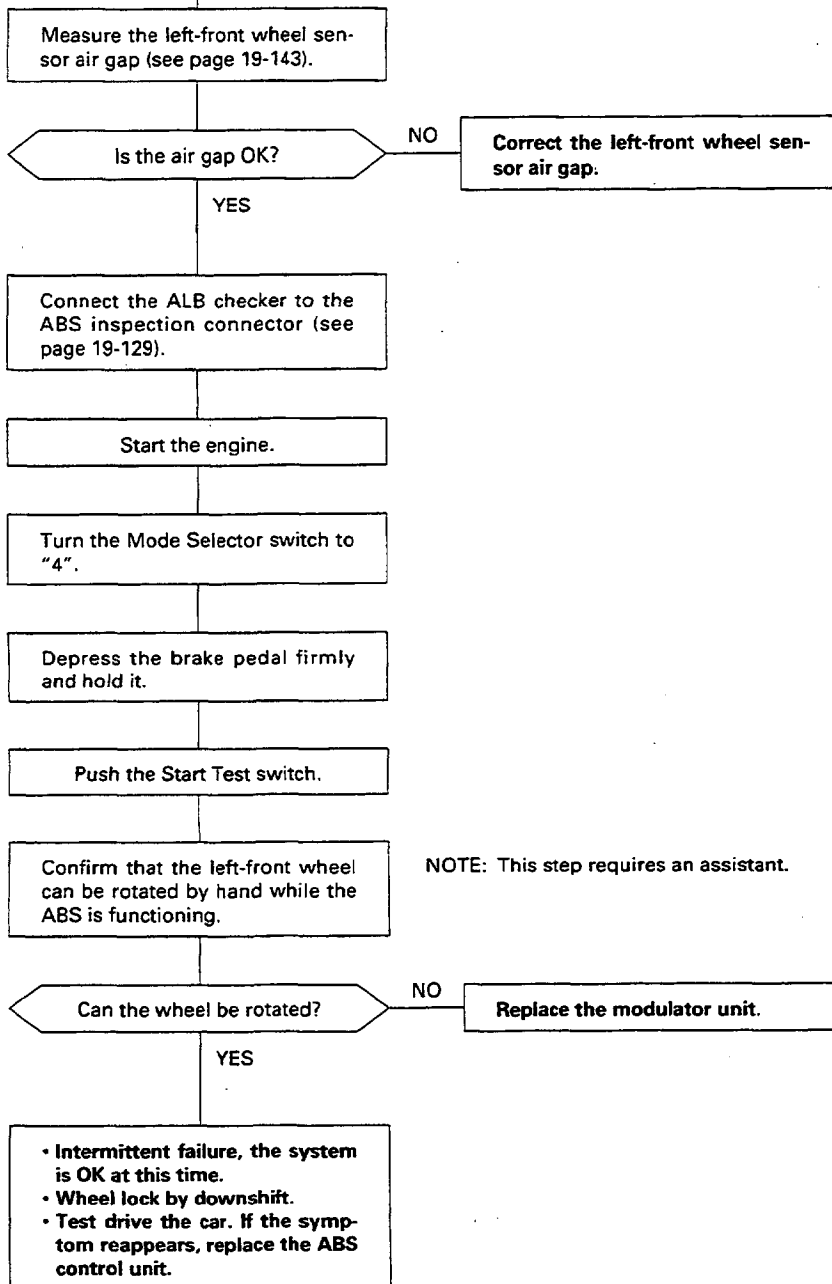 Measure the left-front wheel sen-
sor air gap (see page 19-143).
Is the air gap OK?
NO
Correct the left-front wheel sen-
sor air gap.
YES
Connect the ALB checker to the
ABS inspection connector (see
page 19-129).
Start the engine.
Turn the Mode Selector switch to
"4".
Depress the brake pedal firmly
and hold it.
Push the Start Test switch.
Confirm that the left-front wheel
can be rotated by hand while the
ABS is functioning.
NOTE: This step requires an assistant.
Can the wheel be rotated?
NO
Replace the modulator unit.
YES
• Intermittent failure, the system
is OK at this time.
• Wheel lock by downshift.
• Test drive the car. If the symp-
tom reappears, replace the ABS
control unit.